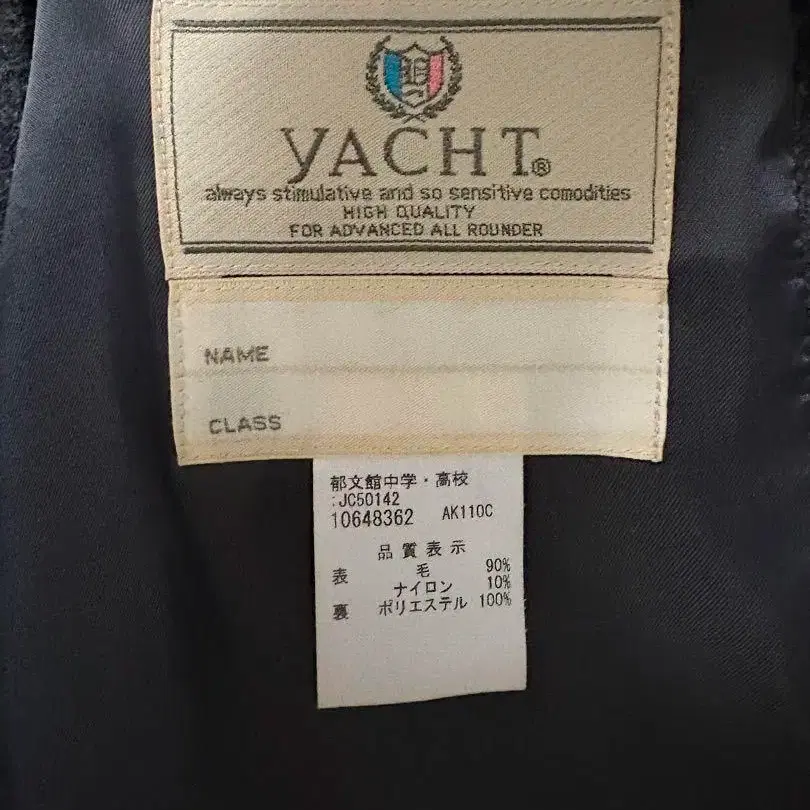 YACHT®
always stimulative and so sensitive comodities
HIGH QUALITY
FOR ADVANCED ALL ROUNDER
NAME
CLASS
郁文館中学・高校
:JC50142
10648362 AK110C
品質表示
表 毛 90%
ナイロン 10%
裏 ポリエステル 100%